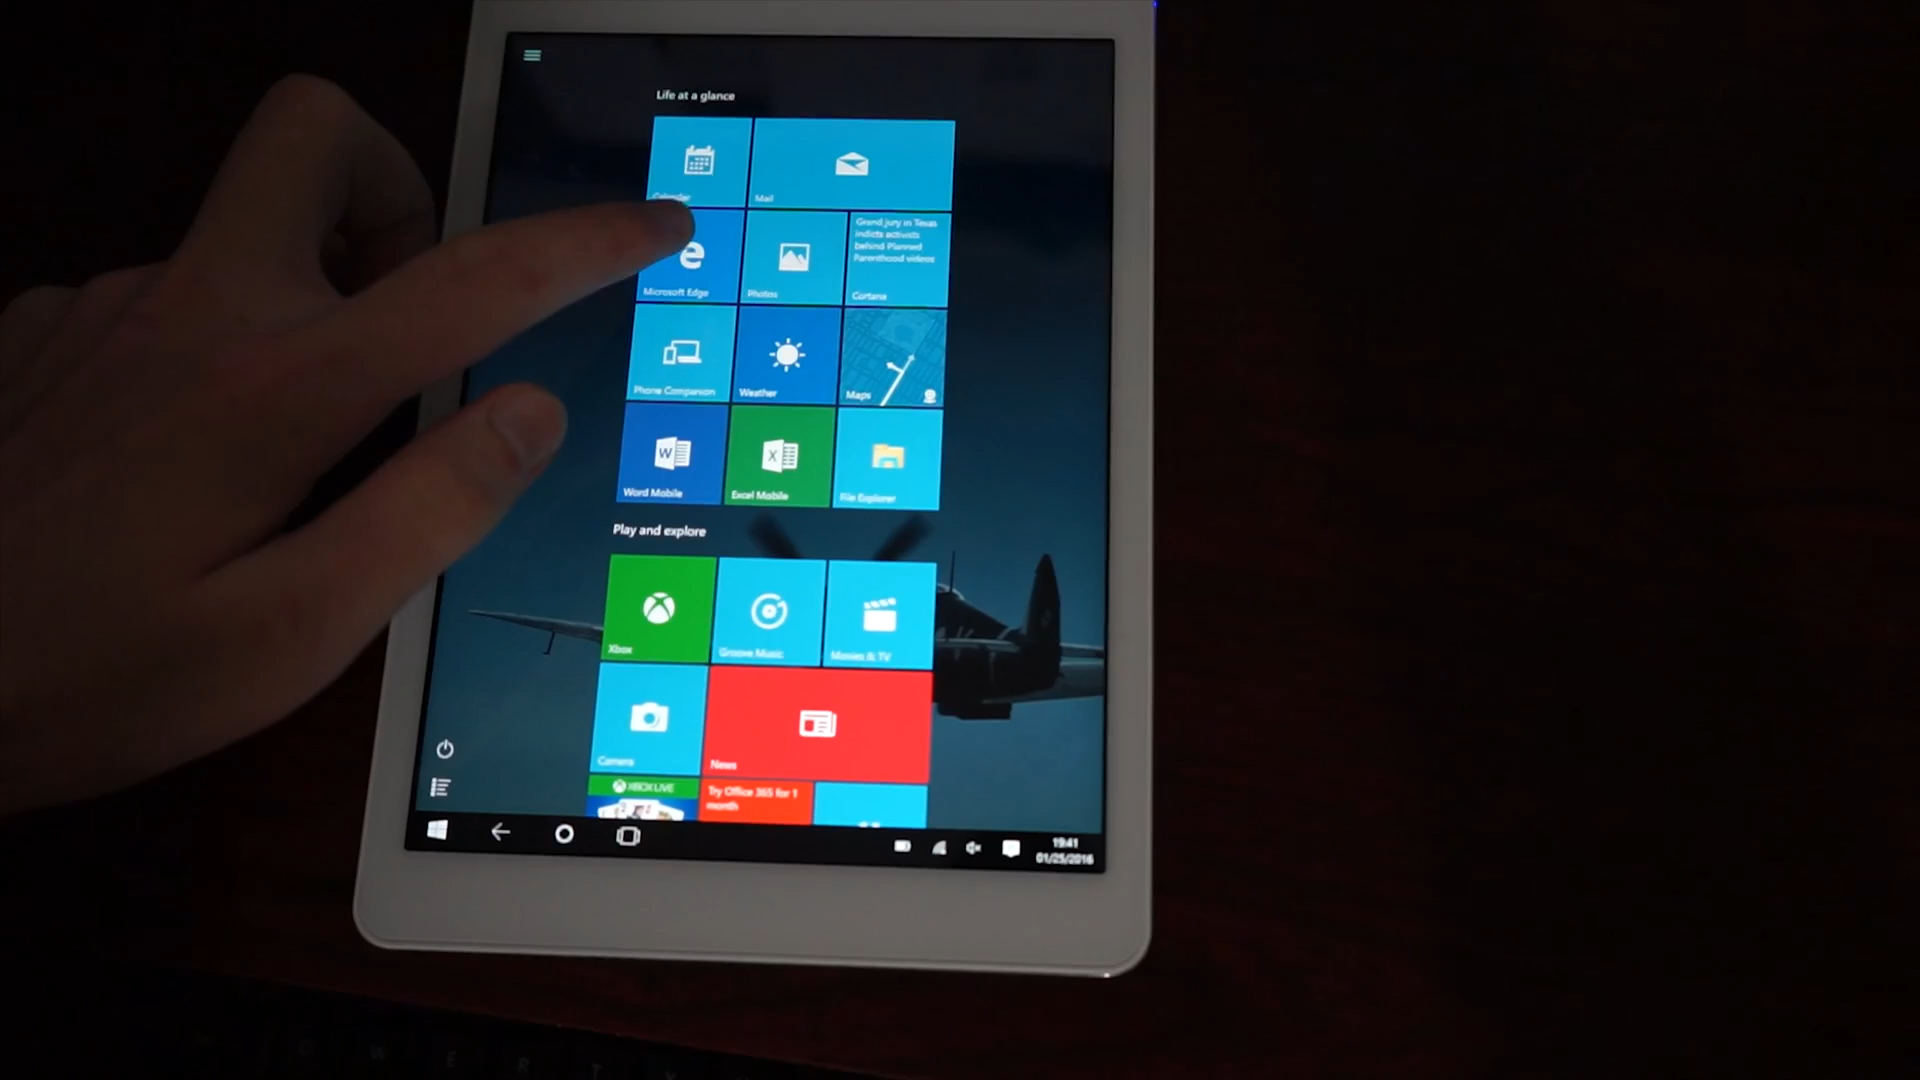 Life at a glance
Calendar
Mail
Microsoft Edge
Photos
Grand jury in Texas
indicts activists
behind Planned
Parenthood videos
Cortana
Phone Companion
Weather
Maps
W
Word Mobile
X
Excel Mobile
File Explorer
Play and explore
Xbox
Groove Music
Movies & TV
Camera
News
XBOX LIVE
Try Office 365 for 1
month
19:41
01/25/2016
W E R T Y